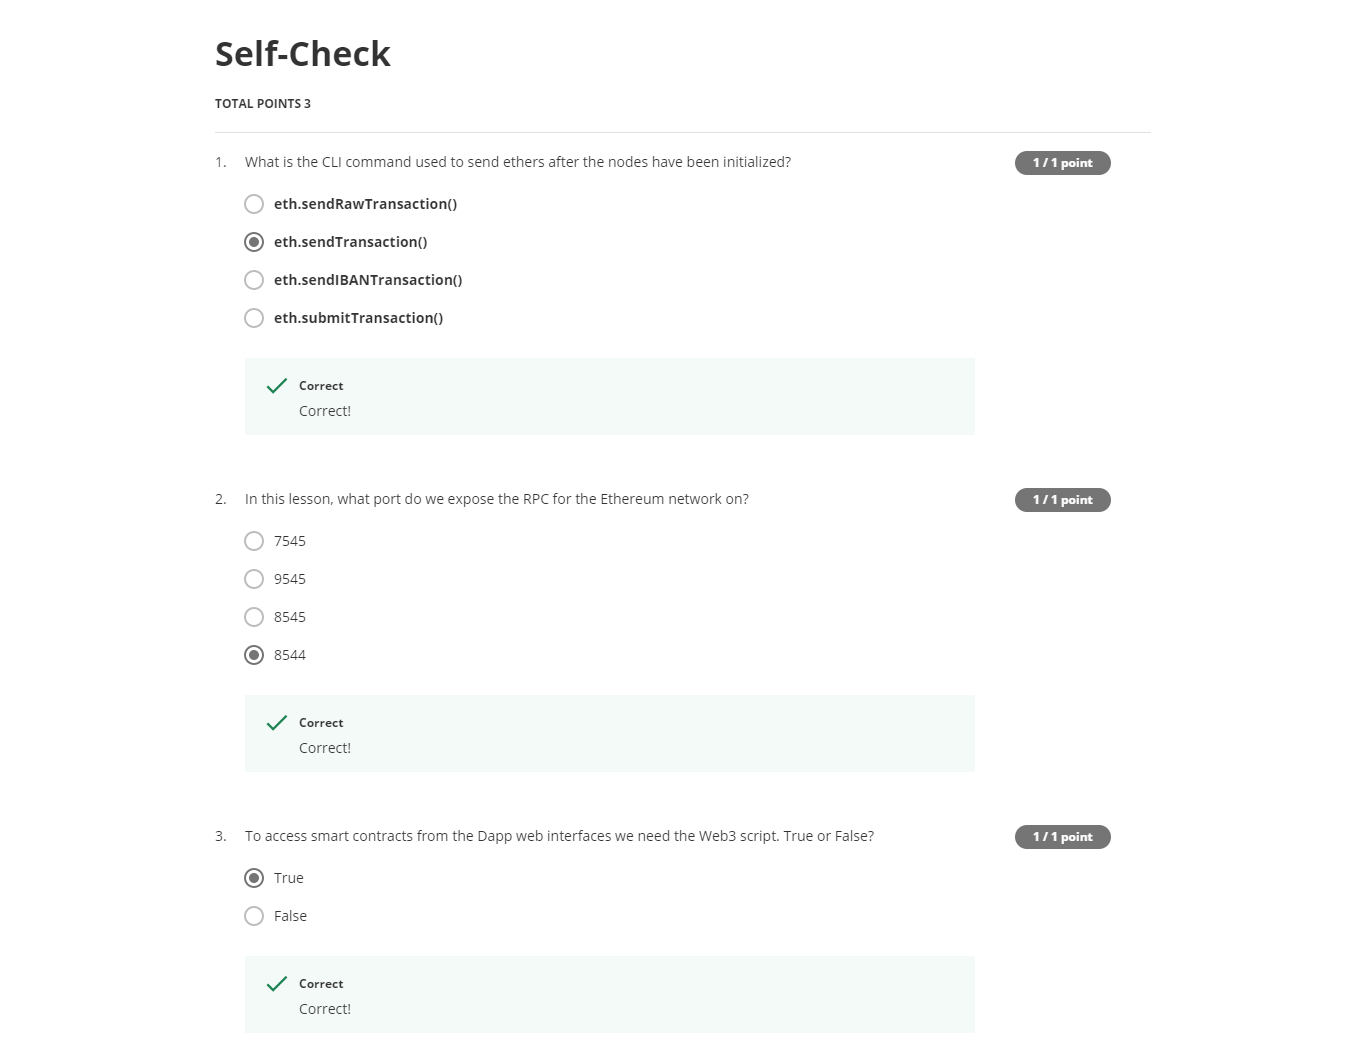 Self-Check
TOTAL POINTS 3
1. What is the CLI command used to send ethers after the nodes have been initialized?
1 / 1 point
eth.sendRawTransaction()
eth.sendTransaction()
eth.sendIBANTransaction()
eth.submitTransaction()
Correct
Correct!
2. In this lesson, what port do we expose the RPC for the Ethereum network on?
1 / 1 point
7545
9545
8545
8544
Correct
Correct!
3. To access smart contracts from the Dapp web interfaces we need the Web3 script. True or False?
1 / 1 point
True
False
Correct
Correct!